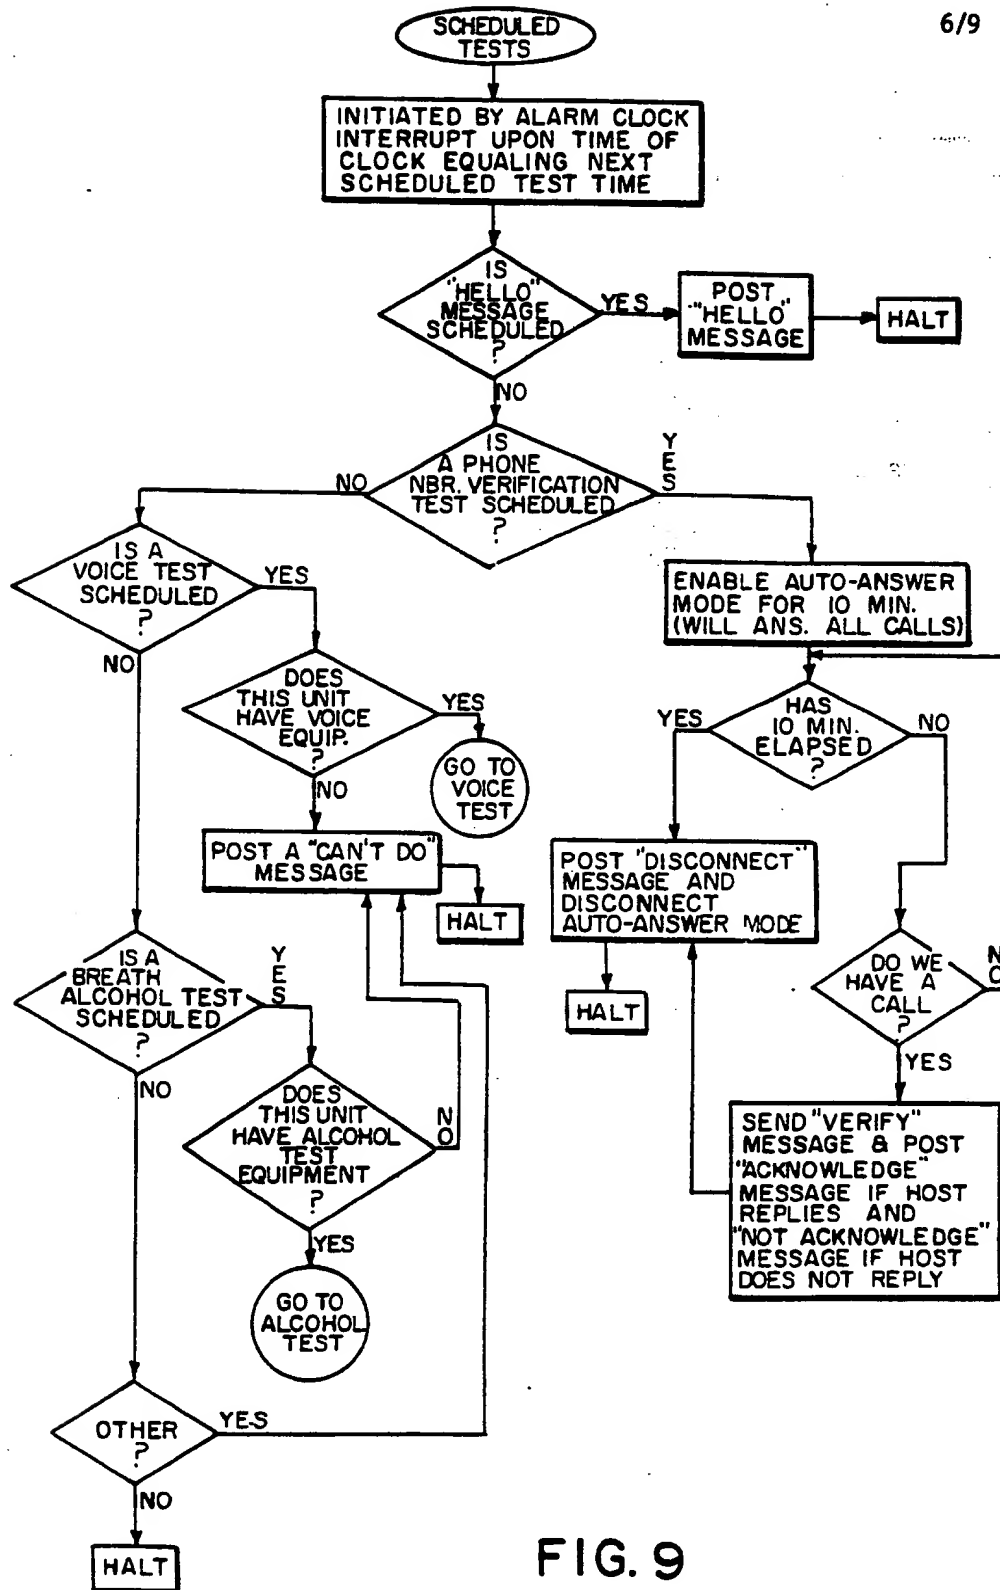 6/9
SCHEDULED
TESTS
INITIATED BY ALARM CLOCK
INTERRUPT UPON TIME OF
CLOCK EQUALING NEXT
SCHEDULED TEST TIME
IS
"HELLO"
MESSAGE
SCHEDULED
?
YES
POST
"HELLO"
MESSAGE
HALT
NO
IS
A PHONE
NBR. VERIFICATION
TEST SCHEDULED
?
NO
YES
IS A
VOICE TEST
SCHEDULED
?
YES
NO
DOES
THIS UNIT
HAVE VOICE
EQUIP.
?
YES
GO TO
VOICE
TEST
NO
POST A "CAN'T DO"
MESSAGE
HALT
ENABLE AUTO-ANSWER
MODE FOR 10 MIN.
(WILL ANS. ALL CALLS)
HAS
10 MIN.
ELAPSED
?
YES
NO
POST "DISCONNECT"
MESSAGE AND
DISCONNECT
AUTO-ANSWER MODE
HALT
DO WE
HAVE A
CALL
?
NO
YES
SEND "VERIFY"
MESSAGE & POST
"ACKNOWLEDGE"
MESSAGE IF HOST
REPLIES AND
"NOT ACKNOWLEDGE"
MESSAGE IF HOST
DOES NOT REPLY
IS A
BREATH
ALCOHOL TEST
SCHEDULED
?
YES
NO
DOES
THIS UNIT
HAVE ALCOHOL
TEST
EQUIPMENT
?
NO
YES
GO TO
ALCOHOL
TEST
OTHER
?
YES
NO
HALT
FIG. 9